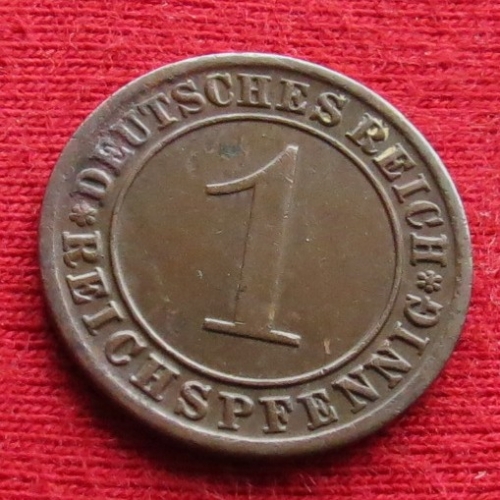 DEUTSCHES REICH
1
REICHSPFENNIG